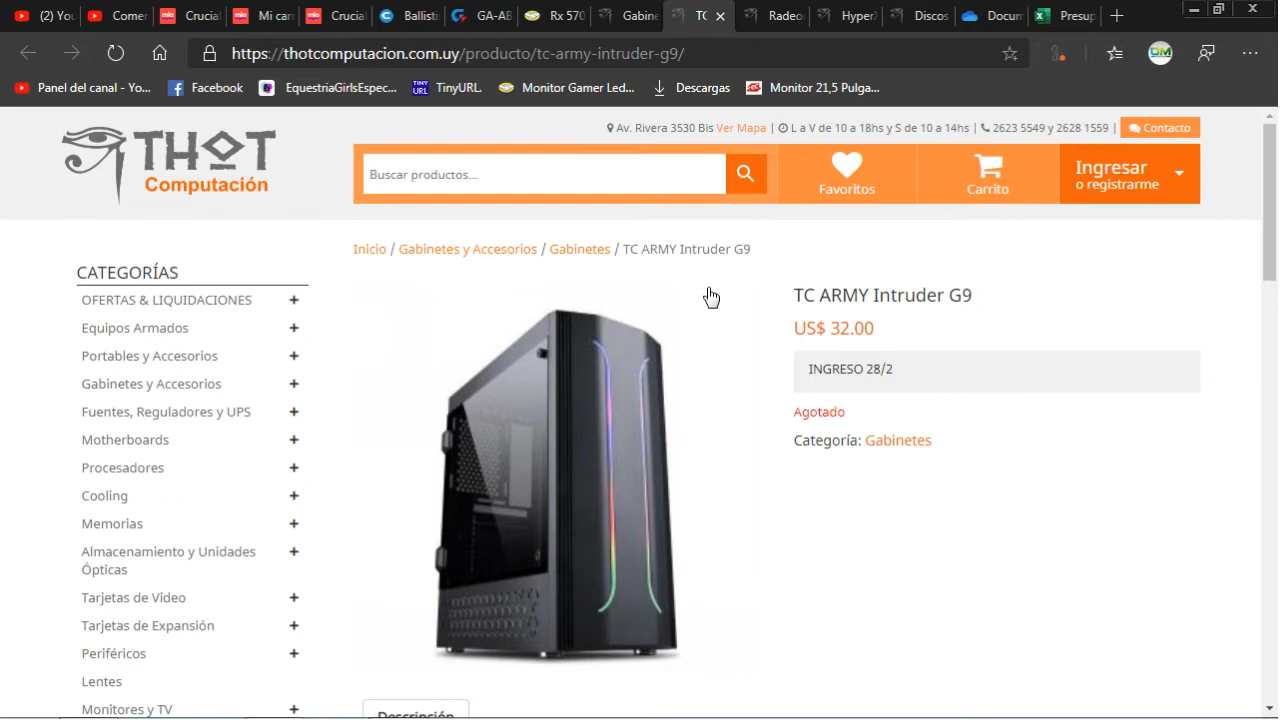 (2) You
Comer
Crucial
Mi carr
Crucial
Ballisti
GA-AB
Rx 570
Gabine
TC
Radeo
HyperX
Discos
Docum
Presup
https://thotcomputacion.com.uy/producto/tc-army-intruder-g9/
Panel del canal - Yo...
Facebook
EquestriaGirlsEspec...
TinyURL
Monitor Gamer Led...
Descargas
Monitor 21,5 Pulga...
THOT
Computación
Av. Rivera 3530 Bis Ver Mapa | L a V de 10 a 18hs y S de 10 a 14hs | 2623 5549 y 2628 1559 | Contacto
Buscar productos...
Favoritos
Carrito
Ingresar
o registrarme
Inicio / Gabinetes y Accesorios / Gabinetes / TC ARMY Intruder G9
CATEGORÍAS
OFERTAS & LIQUIDACIONES +
Equipos Armados +
Portables y Accesorios +
Gabinetes y Accesorios +
Fuentes, Reguladores y UPS +
Motherboards +
Procesadores +
Cooling +
Memorias +
Almacenamiento y Unidades +
Ópticas
Tarjetas de Video +
Tarjetas de Expansión +
Periféricos +
Lentes
Monitores y TV +
TC ARMY Intruder G9
US$ 32.00
INGRESO 28/2
Agotado
Categoría: Gabinetes
Descripción